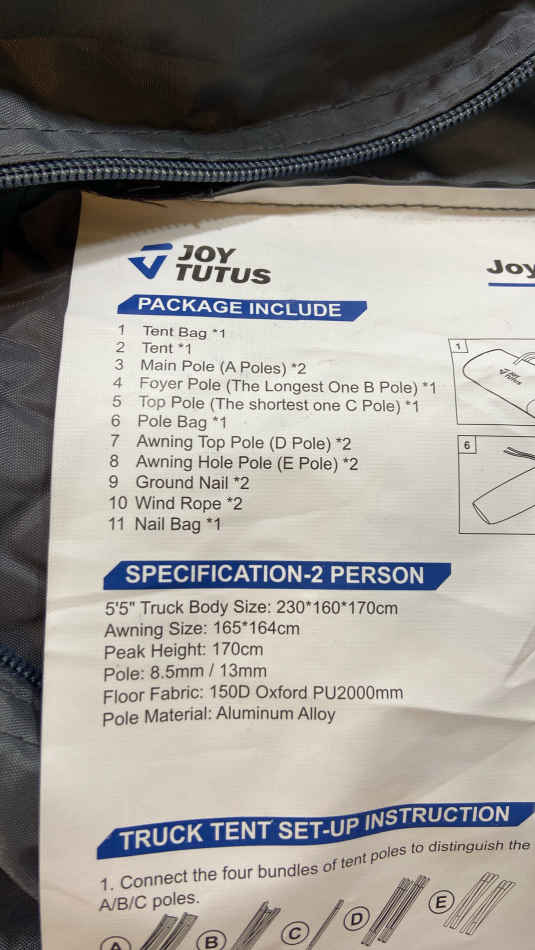 JOY
TUTUS
Joy
PACKAGE INCLUDE
1 Tent Bag *1
2 Tent *1
3 Main Pole (A Poles) *2
4 Foyer Pole (The Longest One B Pole) *1
5 Top Pole (The shortest one C Pole) *1
6 Pole Bag *1
7 Awning Top Pole (D Pole) *2
8 Awning Hole Pole (E Pole) *2
9 Ground Nail *2
10 Wind Rope *2
11 Nail Bag *1
1
JOY
TUTUS
6
SPECIFICATION-2 PERSON
5'5" Truck Body Size: 230*160*170cm
Awning Size: 165*164cm
Peak Height: 170cm
Pole: 8.5mm / 13mm
Floor Fabric: 150D Oxford PU2000mm
Pole Material: Aluminum Alloy
TRUCK TENT SET-UP INSTRUCTION
1. Connect the four bundles of tent poles to distinguish the
A/B/C poles.
A B C D E